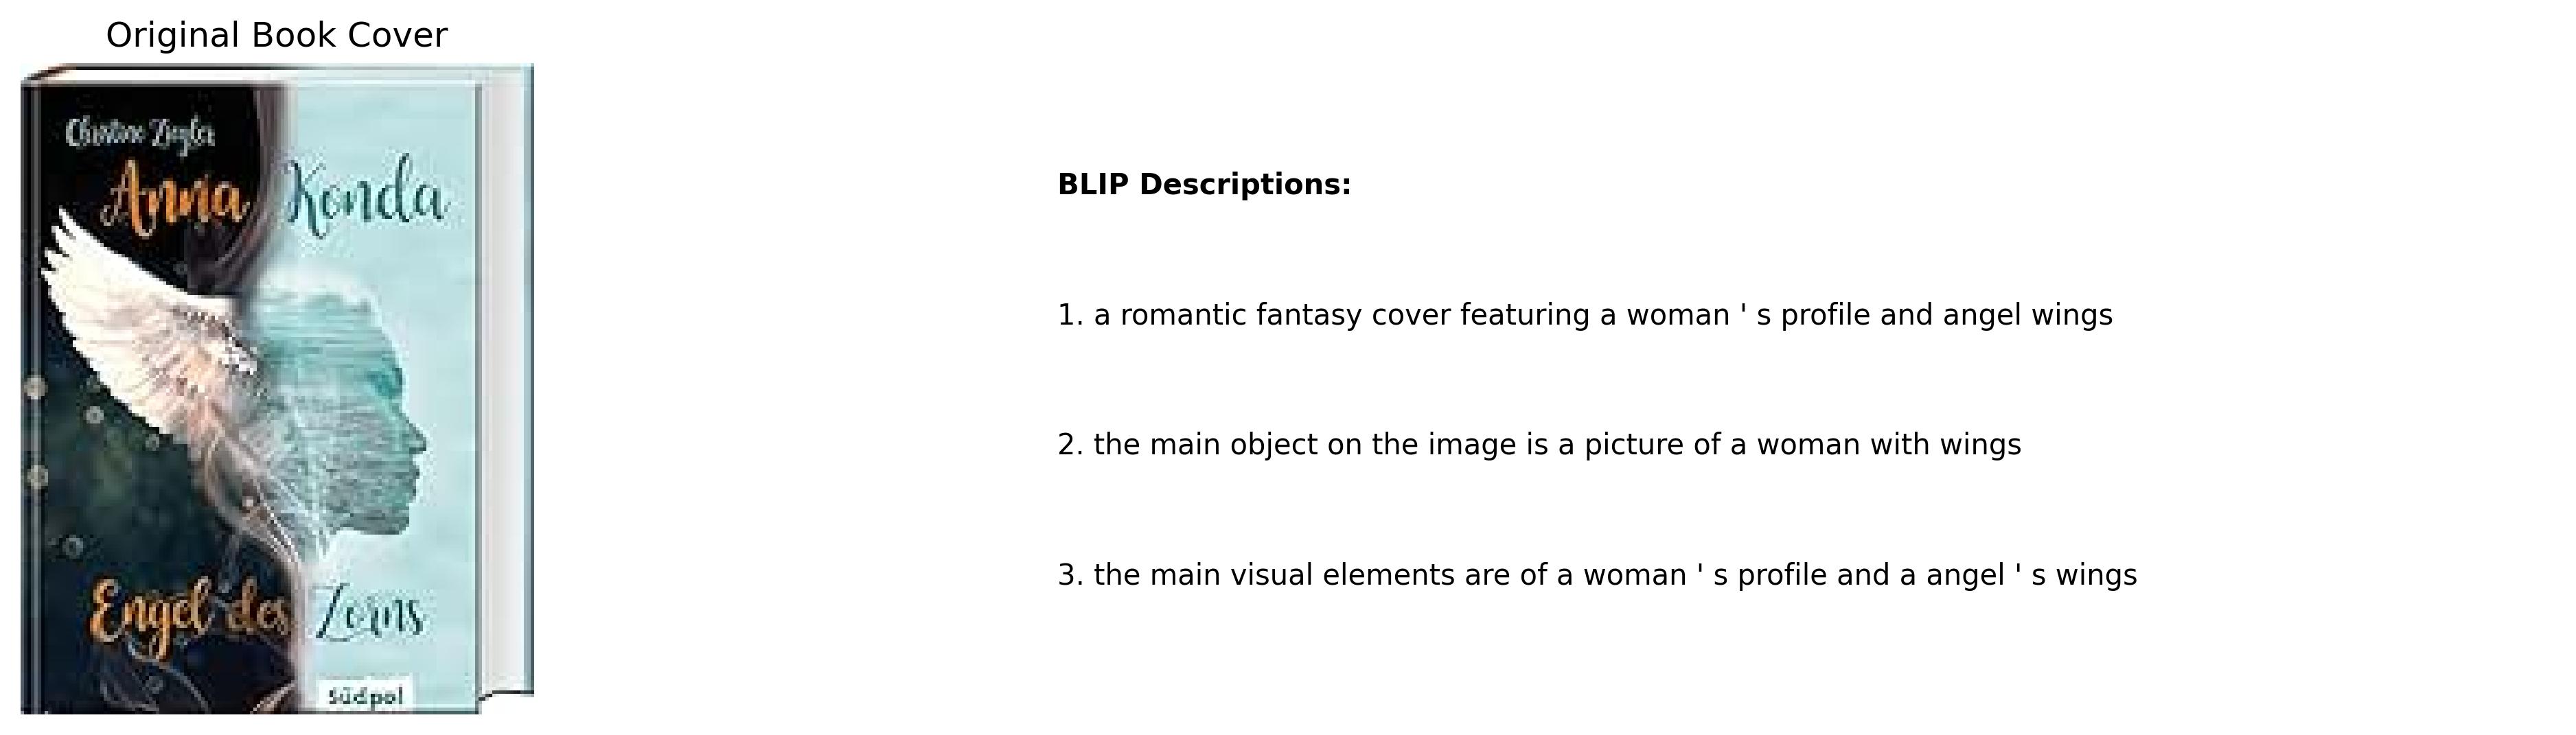 Original Book Cover
Christine Ziegler
Anna Konda
Engel des Zorns
südpol
BLIP Descriptions:
1. a romantic fantasy cover featuring a woman ' s profile and angel wings
2. the main object on the image is a picture of a woman with wings
3. the main visual elements are of a woman ' s profile and a angel ' s wings